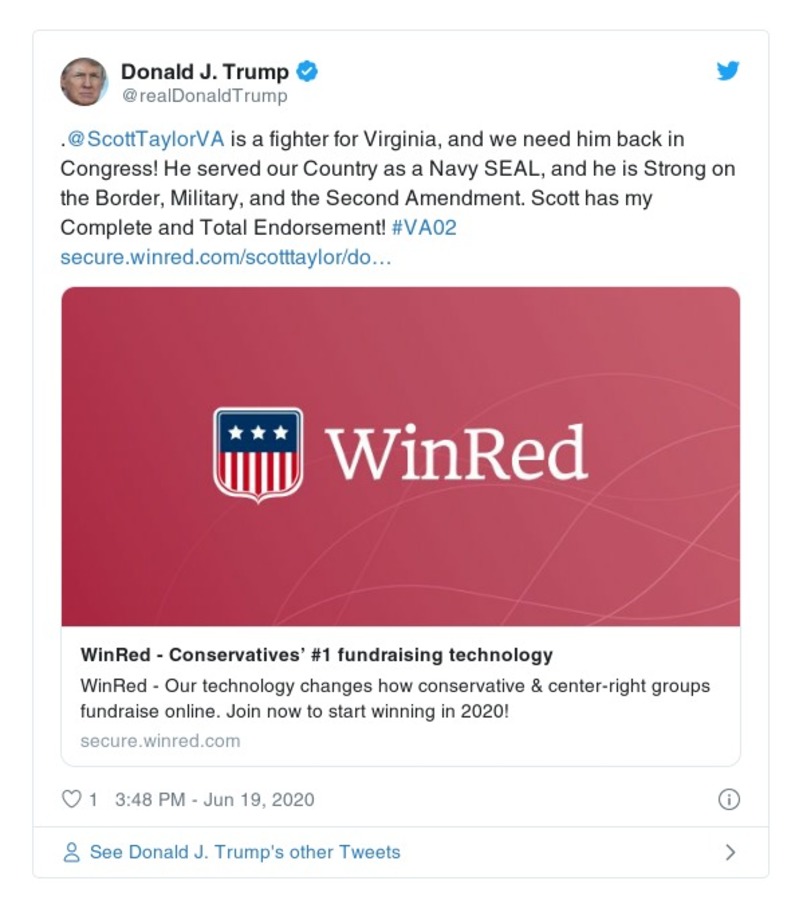 Donald J. Trump
@realDonaldTrump
.@ScottTaylorVA is a fighter for Virginia, and we need him back in
Congress! He served our Country as a Navy SEAL, and he is Strong on
the Border, Military, and the Second Amendment. Scott has my
Complete and Total Endorsement! #VA02
secure.winred.com/scotttaylor/do…
WinRed
WinRed - Conservatives’ #1 fundraising technology
WinRed - Our technology changes how conservative & center-right groups
fundraise online. Join now to start winning in 2020!
secure.winred.com
1 3:48 PM - Jun 19, 2020
See Donald J. Trump's other Tweets